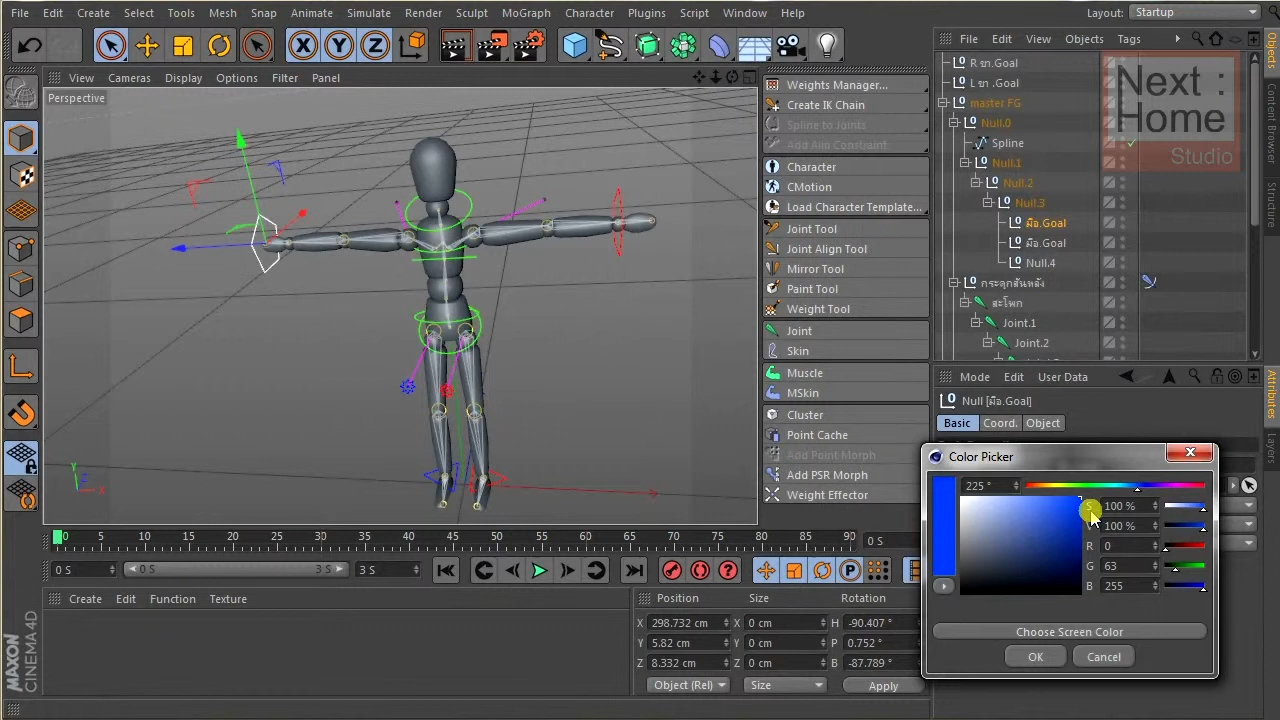 File Edit Create Select Tools Mesh Snap Animate Simulate Render Sculpt MoGraph Character Plugins Script Window Help Layout: Startup
X Y Z
File Edit View Objects Tags
View Cameras Display Options Filter Panel
Perspective
Weights Manager...
Create IK Chain
Spline to Joints
Add Aim Constraint
Character
CMotion
Load Character Template...
Joint Tool
Joint Align Tool
Mirror Tool
Paint Tool
Weight Tool
Joint
Skin
Muscle
MSkin
Cluster
Point Cache
Add Point Morph
Add PSR Morph
Weight Effector
R ขา.Goal
L ขา .Goal
master FG
Null.0
Spline
Null.1
Null.2
Null.3
มือ.Goal
มือ.Goal
Null.4
กระดุกสันหลัง
สะโพก
Joint.1
Joint.2
Next :
Home
Studio
Objects
Content Browser
Structure
Attributes
Layers
Mode Edit User Data
Null [มือ.Goal]
Basic Coord. Object
Color Picker
225 °
S 100 %
V 100 %
R 0
G 63
B 255
Choose Screen Color
OK Cancel
Y
Z X
0 5 10 15 20 25 30 35 40 45 50 55 60 65 70 75 80 85 90 0 S
0 S 0 S 3 S 3 S
Create Edit Function Texture
Position Size Rotation
X 298.732 cm X 0 cm H -90.407 °
Y 5.82 cm Y 0 cm P 0.752 °
Z 8.332 cm Z 0 cm B -87.789 °
Object (Rel) Size Apply
MAXON
CINEMA 4D